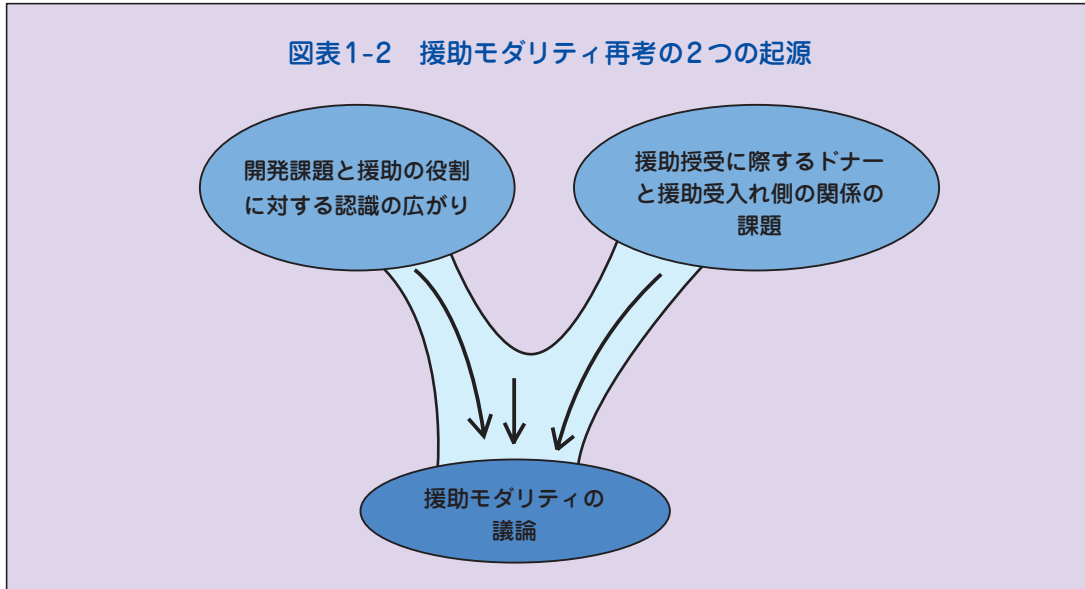 図表1-2　援助モダリティ再考の2つの起源
開発課題と援助の役割
に対する認識の広がり
援助授受に際するドナー
と援助受入れ側の関係の
課題
援助モダリティの
議論